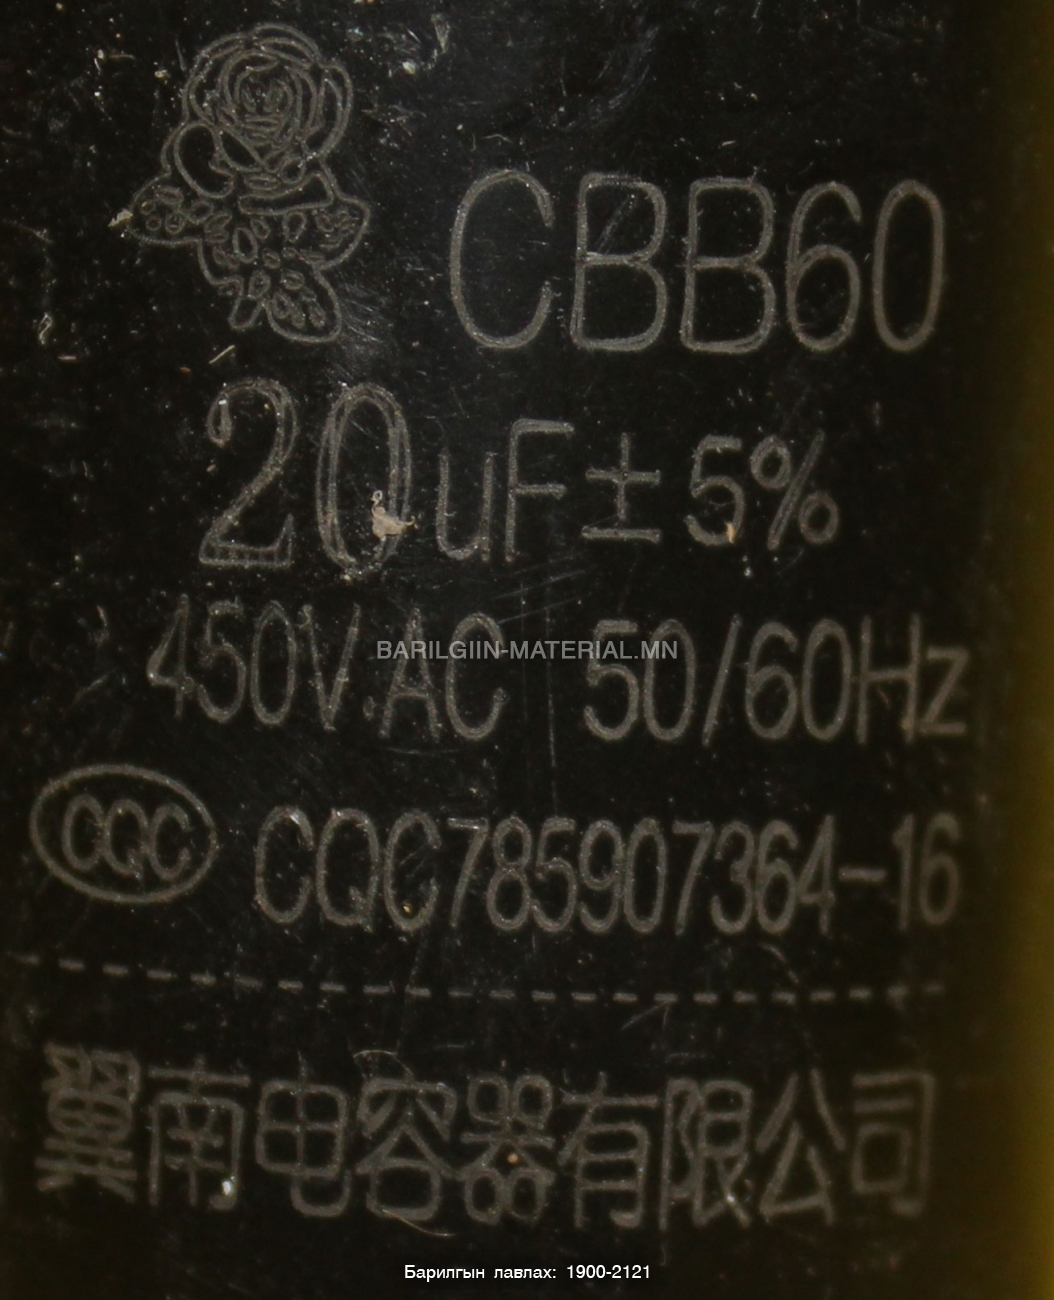 CBB60
20uF±5%
450V.AC 50/60Hz
BARILGIIN-MATERIAL.MN
CQC CQC785907364-16
翼南电容器有限公司
Барилгын лавлах: 1900-2121